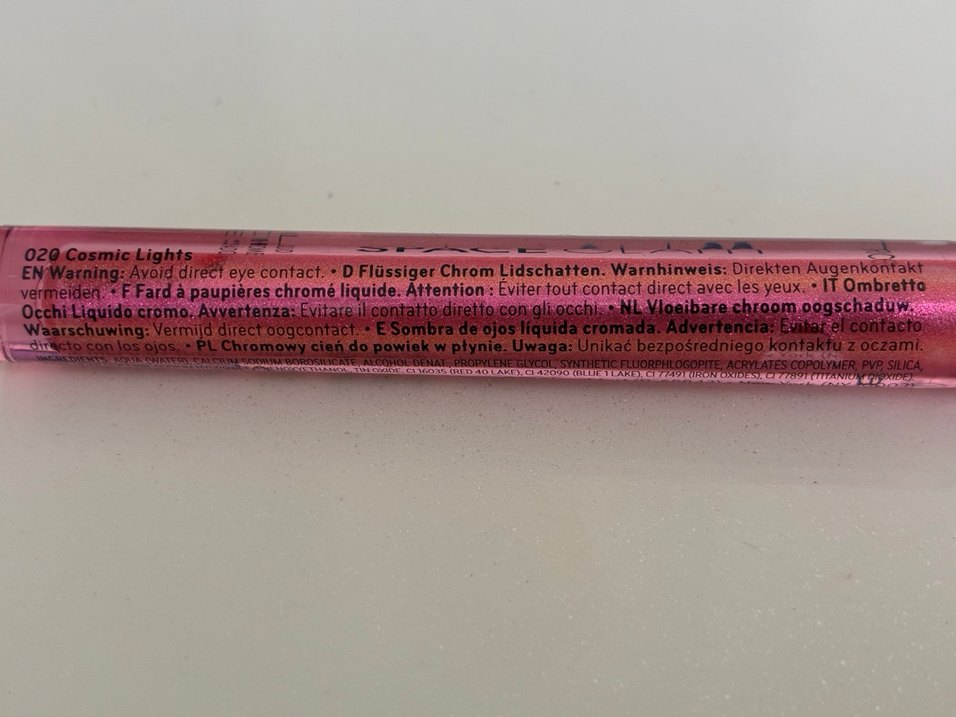 020 Cosmic Lights
EN Warning: Avoid direct eye contact. • D Flüssiger Chrom Lidschatten. Warnhinweis: Direkten Augenkontakt
vermeiden. • F Fard à paupières chromé liquide. Attention : Éviter tout contact direct avec les yeux. • IT Ombretto
Occhi Liquido cromo. Avvertenza: Evitare il contatto diretto con gli occhi. • NL Vloeibare chroom oogschaduw.
Waarschuwing: Vermijd direct oogcontact. • E Sombra de ojos líquida cromada. Advertencia: Evitar el contacto
directo con los ojos. • PL Chromowy cień do powiek w płynie. Uwaga: Unikać bezpośredniego kontaktu z oczami.
INGREDIENTS: AQUA (WATER), CALCIUM SODIUM BOROSILICATE, ALCOHOL DENAT., PROPYLENE GLYCOL, SYNTHETIC FLUORPHLOGOPITE, ACRYLATES COPOLYMER, PVP, SILICA,
PHENOXYETHANOL, TIN OXIDE, CI 16035 (RED 40 LAKE), CI 42090 (BLUE 1 LAKE), CI 77491 (IRON OXIDES), CI 77891 (TITANIUM DIOXIDE)